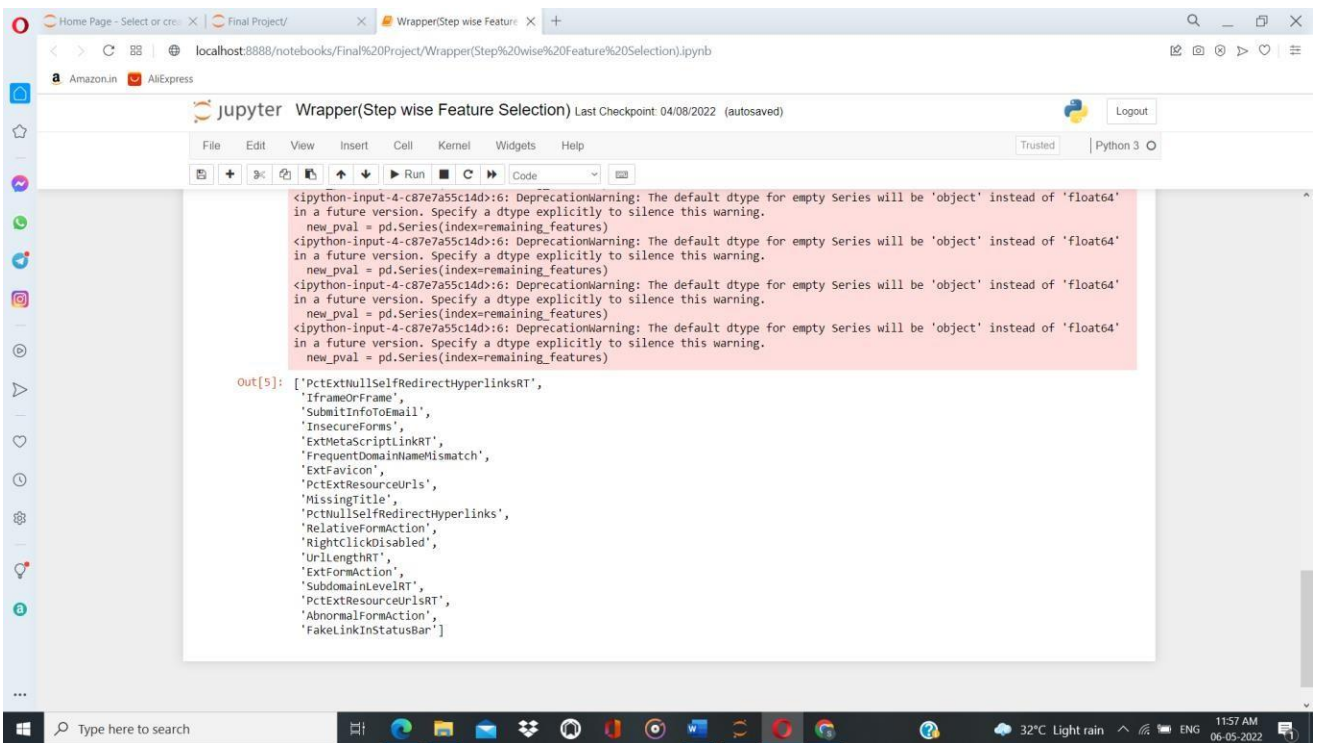 Home Page - Select or crea
Final Project/
Wrapper(Step wise Feature
localhost:8888/notebooks/Final%20Project/Wrapper(Step%20wise%20Feature%20Selection).ipynb
Amazon.in AliExpress
jupyter Wrapper(Step wise Feature Selection) Last Checkpoint: 04/08/2022 (autosaved)
Logout
File Edit View Insert Cell Kernel Widgets Help
Trusted Python 3
Run Code
<ipython-input-4-c87e7a55c14d>:6: DeprecationWarning: The default dtype for empty Series will be 'object' instead of 'float64'
in a future version. Specify a dtype explicitly to silence this warning.
new_pval = pd.Series(index=remaining_features)
<ipython-input-4-c87e7a55c14d>:6: DeprecationWarning: The default dtype for empty Series will be 'object' instead of 'float64'
in a future version. Specify a dtype explicitly to silence this warning.
new_pval = pd.Series(index=remaining_features)
<ipython-input-4-c87e7a55c14d>:6: DeprecationWarning: The default dtype for empty Series will be 'object' instead of 'float64'
in a future version. Specify a dtype explicitly to silence this warning.
new_pval = pd.Series(index=remaining_features)
<ipython-input-4-c87e7a55c14d>:6: DeprecationWarning: The default dtype for empty Series will be 'object' instead of 'float64'
in a future version. Specify a dtype explicitly to silence this warning.
new_pval = pd.Series(index=remaining_features)
Out[5]: ['PctExtNullSelfRedirectHyperlinksRT',
'IframeOrFrame',
'SubmitInfoToEmail',
'InsecureForms',
'ExtMetaScriptLinkRT',
'FrequentDomainNameMismatch',
'ExtFavicon',
'PctExtResourceUrls',
'MissingTitle',
'PctNullSelfRedirectHyperlinks',
'RelativeFormAction',
'RightClickDisabled',
'UrlLengthRT',
'ExtFormAction',
'SubdomainLevelRT',
'PctExtResourceUrlsRT',
'AbnormalFormAction',
'FakeLinkInStatusBar']
Type here to search
32°C Light rain
ENG
11:57 AM
06-05-2022